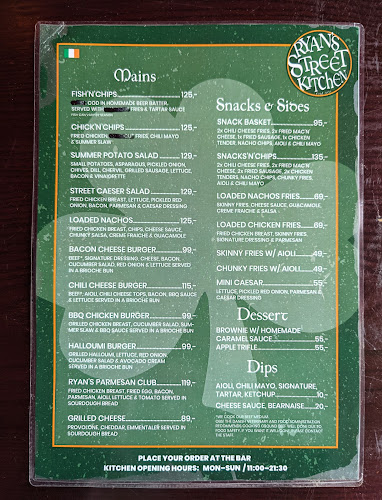 RYAN'S
STREET
KITCHEN
Mains
FISH'N'CHIPS 125,-
COD IN HOMEMADE BEER BATTER,
SERVED WITH FRIES & TARTAR SAUCE
CHICK'N'CHIPS 125,-
FRIED CHICKEN FRIES, CHILI MAYO
& SUMMER SLAW
SUMMER POTATO SALAD 129,-
SMALL POTATOES, ASPARAGUS, PICKLED ONION,
CHIVES, DILL, CHERVIL, GRILLED SAUSAGE, LETTUCE,
BACON & VINAIGRETTE
STREET CAESER SALAD 129,-
FRIED CHICKEN BREAST, LETTUCE, PICKLED RED
ONION, BACON, PARMESAN & CAESAR DRESSING
LOADED NACHOS 125,-
FRIED CHICKEN BREAST, CHIPS, CHEESE SAUCE,
CHUNKY SALSA, CREME FRAICHE & GUACAMOLE
BACON CHEESE BURGER 99,-
BEEF*, SIGNATURE DRESSING, CHEESE, BACON,
CUCUMBER SALAD, RED ONION & LETTUCE SERVED
IN A BRIOCHE BUN
CHILI CHEESE BURGER 115,-
BEEF*, AIOLI, CHILI CHEESE TOPS, BACON, BBQ SAUCE
& LETTUCE SERVED IN A BRIOCHE BUN
BBQ CHICKEN BURGER 99,-
GRILLED CHICKEN BREAST, CUCUMBER SALAD, SUM-
MER SLAW & BBQ SAUCE SERVED IN A BRIOCHE BUN
HALLOUMI BURGER 99,-
GRILLED HALLOUMI, LETTUCE, RED ONION,
CUCUMBER SALAD & AVOCADO CREAM
SERVED IN A BRIOCHE BUN
RYAN'S PARMESAN CLUB 119,-
FRIED CHICKEN BREAST, FRIED EGG, BACON,
PARMESAN, AIOLI, LETTUCE & TOMATO SERVED IN
SOURDOUGH BREAD
GRILLED CHEESE 89,-
PROVOLONE, CHEDDAR, EMMENTALER SERVED IN
SOURDOUGH BREAD
Snacks & Sides
SNACK BASKET 95,-
2x CHILI CHEESE FRIES, 2x FRIED MAC'N'
CHEESE, 1x FRIED SAUSAGE, 1x CHICKEN
TENDER, NACHO CHIPS, AIOLI & CHILI MAYO
SNACKS'N'CHIPS 135,-
2x CHILI CHEESE FRIES, 2x FRIED MAC'N
CHEESE, 2x FRIED SAUSAGE, 2x CHICKEN
TENDERS, NACHO CHIPS, CHUNKY FRIES,
AIOLI & CHILI MAYO
LOADED NACHOS FRIES 69,-
SKINNY FRIES, CHEESE SAUCE, GUACAMOLE,
CREME FRAICHE & SALSA
LOADED CHICKEN FRIES 69,-
FRIED CHICKEN BREAST, SKINNY FRIES,
SIGNATURE DRESSING & PARMESAN
SKINNY FRIES W/ AIOLI 49,-
CHUNKY FRIES W/ AIOLI 49,-
MINI CAESAR 55,-
LETTUCE, PICKLED RED ONION, PARMESAN &
CAESAR DRESSING
Dessert
BROWNIE W/ HOMEMADE
CARAMEL SAUCE 55,-
APPLE TRIFLE 55,-
Dips
AIOLI, CHILI MAYO, SIGNATURE,
TARTAR, KETCHUP 10,-
CHEESE SAUCE, BEARNAISE 20,-
*WE COOK OUR BEEF MEDIUM.
THE STAFF.
PLACE YOUR ORDER AT THE BAR
KITCHEN OPENING HOURS: MON-SUN / 11:00-21:30